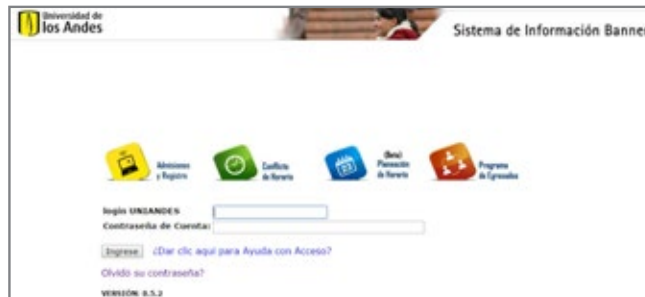 Universidad de
los Andes
Sistema de Información Banner
Admisiones
y Registro
Conflicto
de Horario
(Beta)
Planeación
de Horario
Programa
de Egresados
login UNIANDES
Contraseña de Cuenta:
Ingrese ¿Dar clic aquí para Ayuda con Acceso?
Olvidó su contraseña?
VERSIÓN: 8.5.2